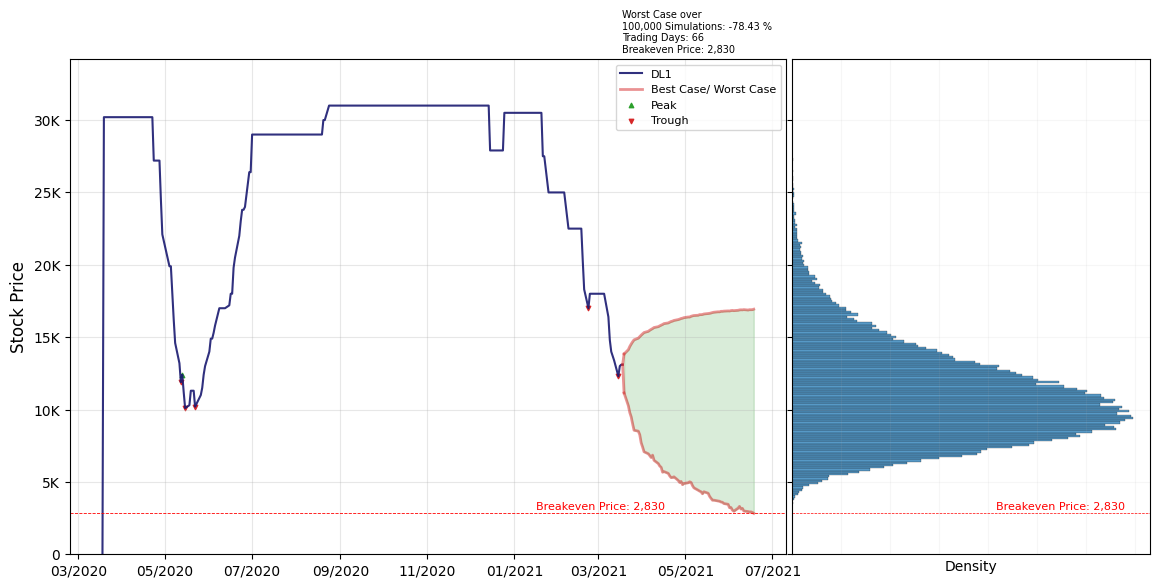 Worst Case over
100,000 Simulations: -78.43 %
Trading Days: 66
Breakeven Price: 2,830
DL1
Best Case/ Worst Case
Peak
Trough
Stock Price
30K
25K
20K
15K
10K
5K
0
Breakeven Price: 2,830
Breakeven Price: 2,830
03/2020 05/2020 07/2020 09/2020 11/2020 01/2021 03/2021 05/2021 07/2021
Density